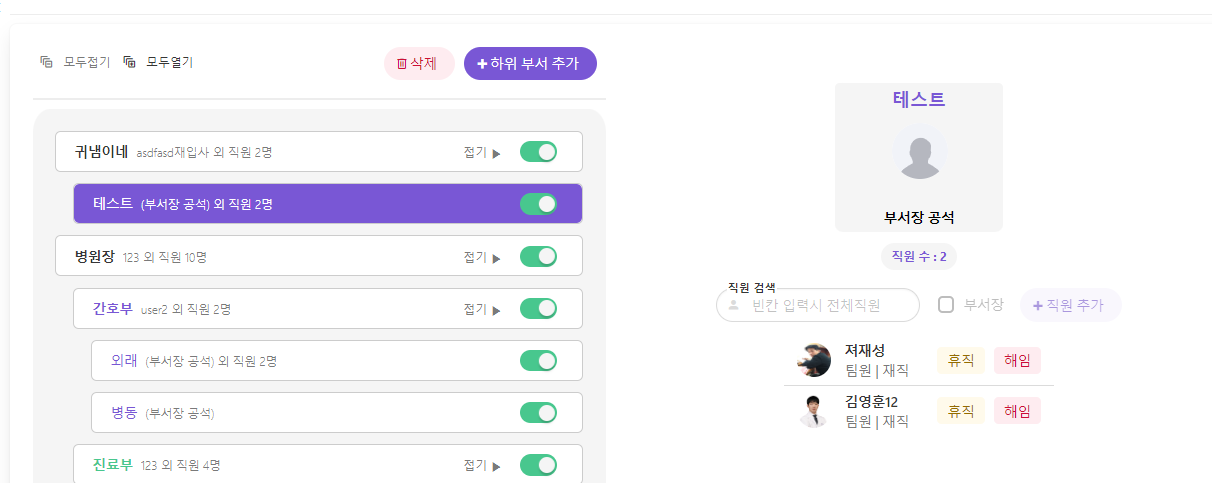 모두접기 모두열기 삭제 +하위 부서 추가
귀냄이네 asdfasd재입사 외 직원 2명 접기 ▶
테스트 (부서장 공석) 외 직원 2명
병원장 123 외 직원 10명 접기 ▶
간호부 user2 외 직원 2명 접기 ▶
외래 (부서장 공석) 외 직원 2명
병동 (부서장 공석)
진료부 123 외 직원 4명 접기 ▶
테스트
부서장 공석
직원 수 : 2
직원 검색
빈칸 입력시 전체직원 부서장 +직원 추가
져재성
팀원 | 재직
휴직 해임
김영훈12
팀원 | 재직
휴직 해임